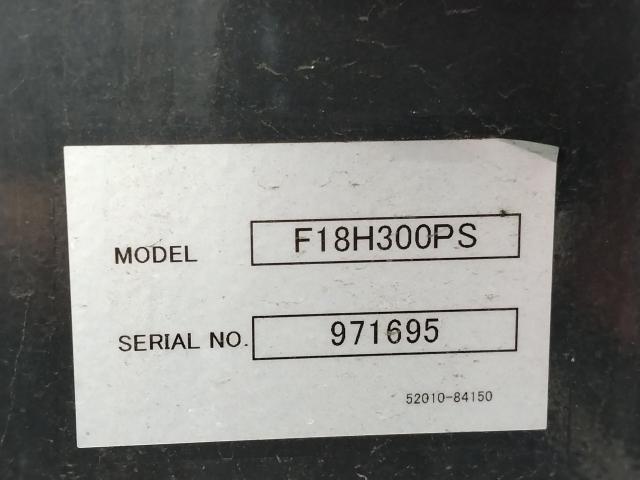 MODEL F18H300PS
SERIAL NO. 971695
52010-84150